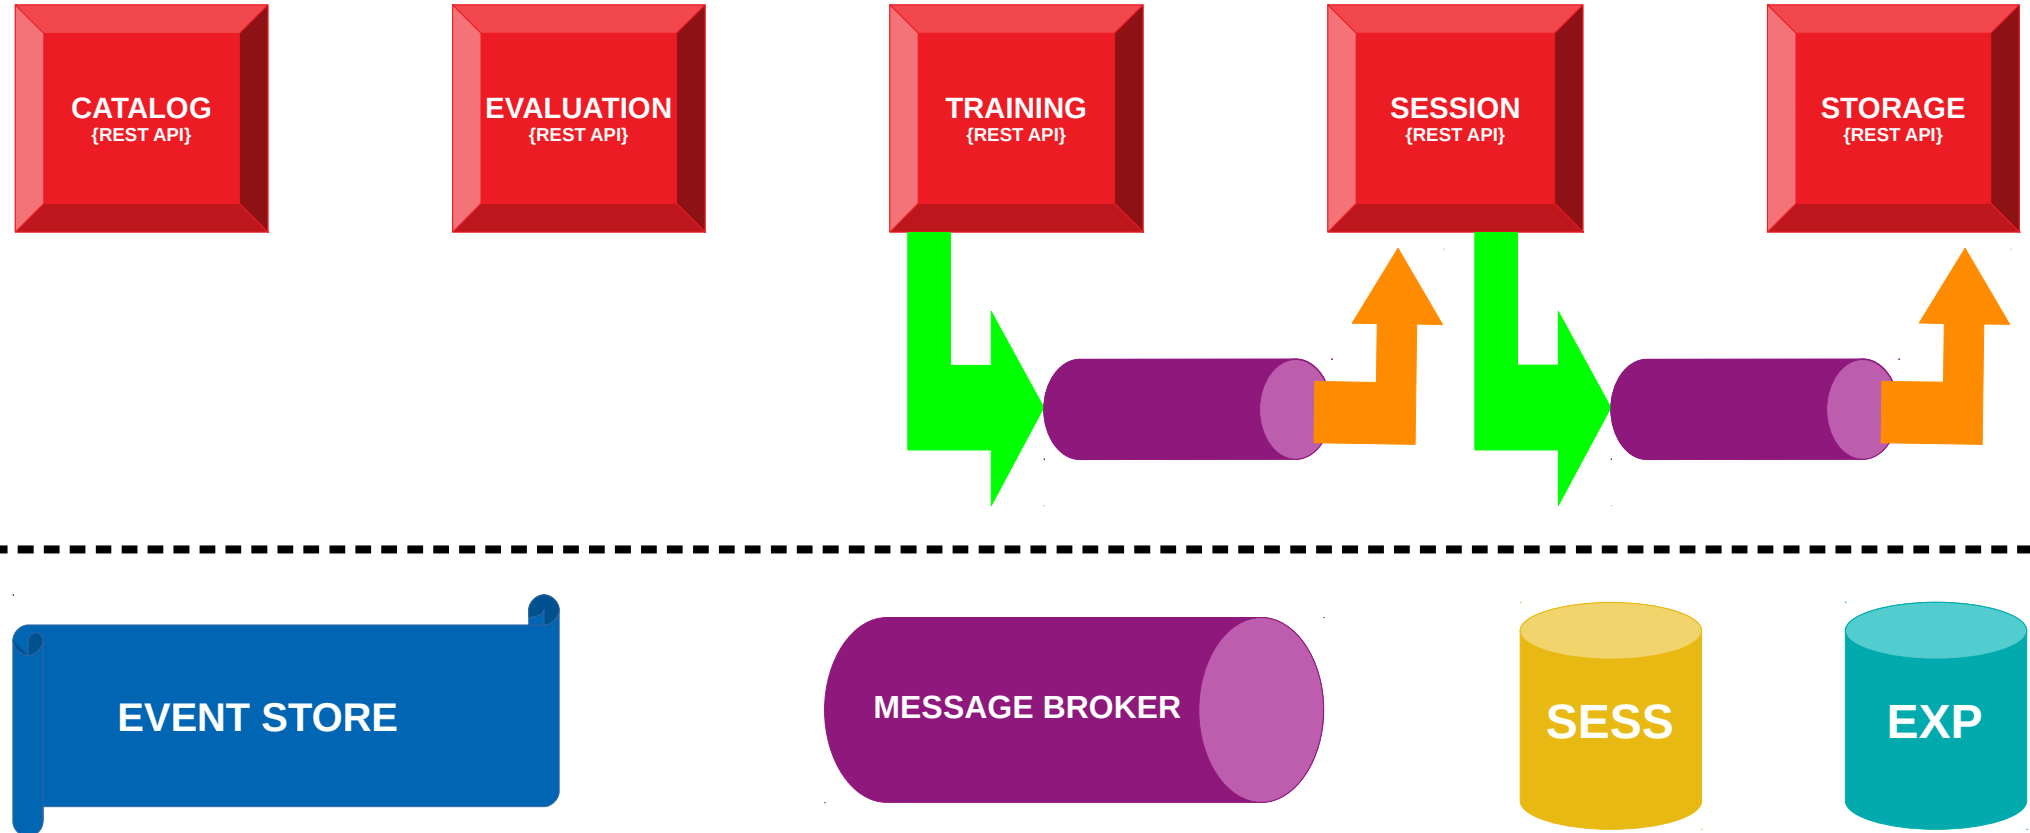 CATALOG
{REST API}
EVALUATION
{REST API}
TRAINING
{REST API}
SESSION
{REST API}
STORAGE
{REST API}
EVENT STORE
MESSAGE BROKER
SESS
EXP